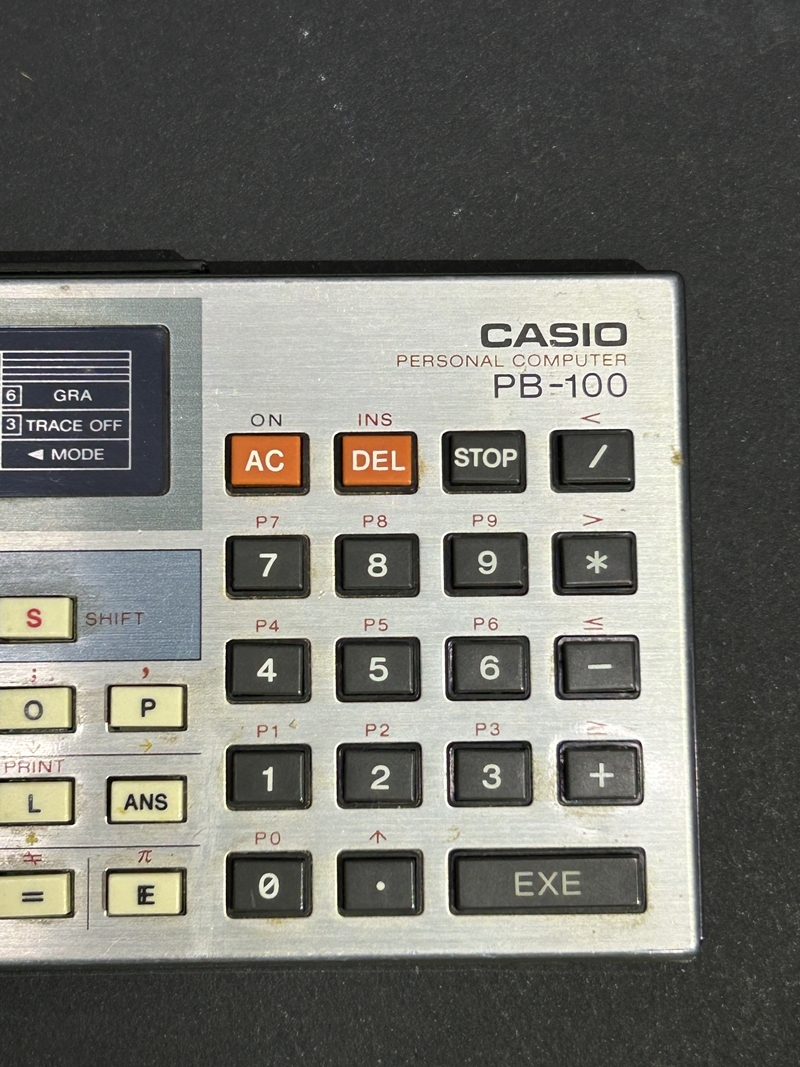 CASIO
PERSONAL COMPUTER
PB-100
6 GRA
3 TRACE OFF
◄ MODE
ON INS <
AC DEL STOP /
P7 P8 P9 >
7 8 9 *
S SHIFT
P4 P5 P6 ≤
4 5 6 −
; ,
O P
P1 P2 P3 ≥
PRINT
L ANS
1 2 3 +
≠ π P0 ↑
= E 0 . EXE